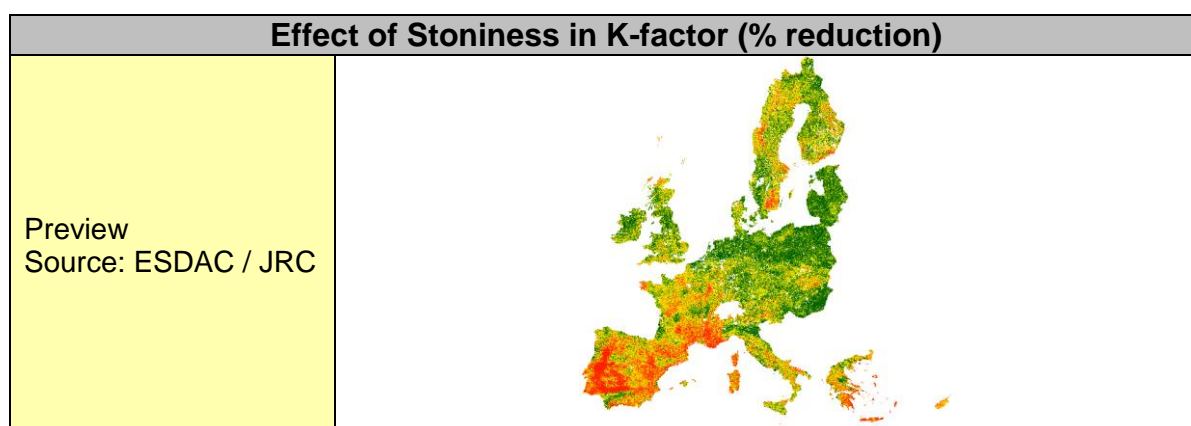 Effect of Stoniness in K-factor (% reduction)
Preview
Source: ESDAC / JRC